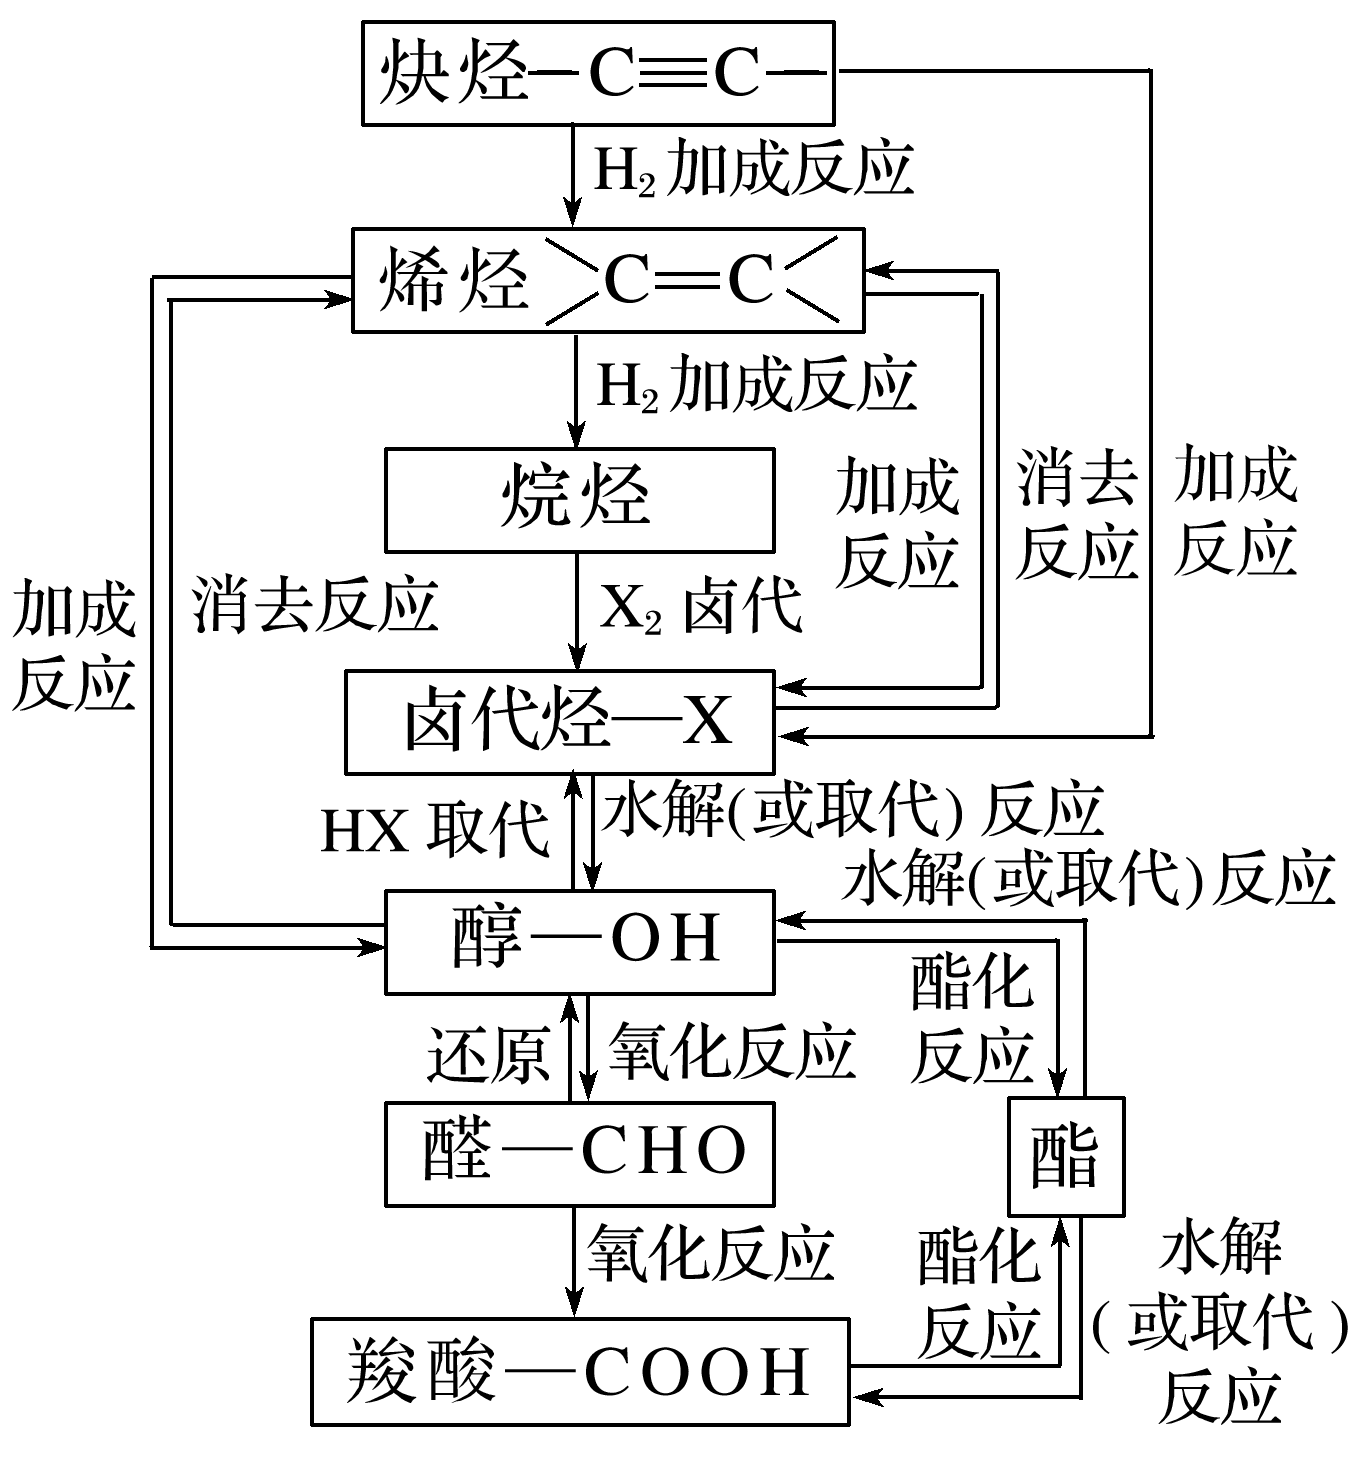 炔烃—C≡C—
H₂加成反应
烯烃 C=C
H₂加成反应
烷烃
加成
反应
消去
反应
加成
反应
加成
反应
消去反应
X₂ 卤代
卤代烃—X
HX 取代
水解(或取代)反应
水解(或取代)反应
醇—OH
酯化
反应
还原
氧化反应
醛—CHO
酯
氧化反应
酯化
反应
水解
(或取代)
反应
羧酸—COOH